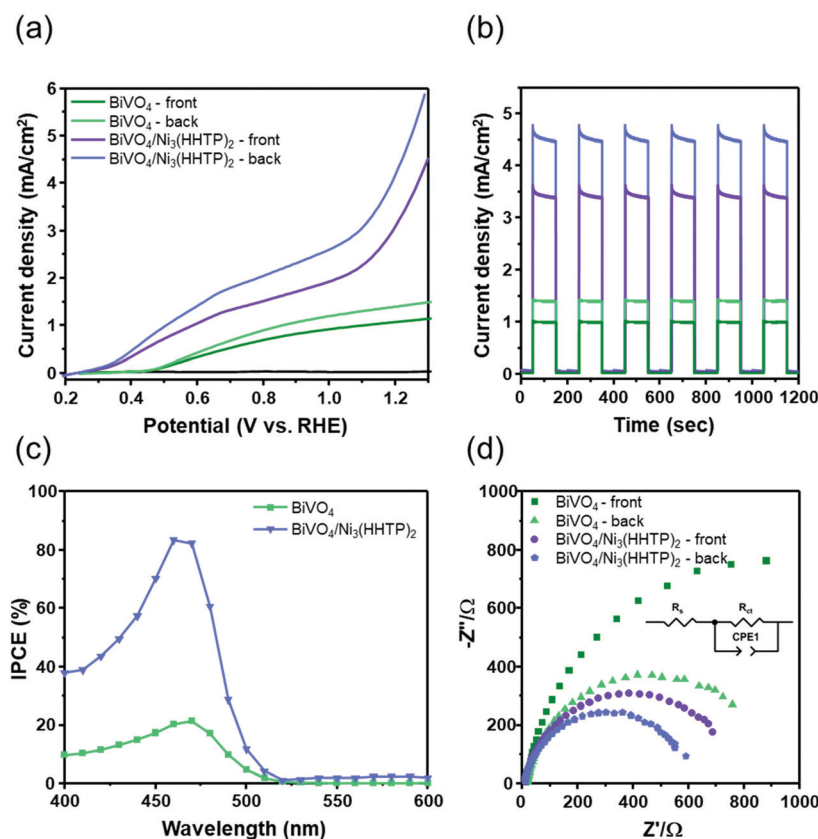 (a)
6
5
4
3
2
1
0
0.2 0.4 0.6 0.8 1.0 1.2
Current density (mA/cm²)
Potential (V vs. RHE)
BiVO₄ - front
BiVO₄ - back
BiVO₄/Ni₃(HHTP)₂ - front
BiVO₄/Ni₃(HHTP)₂ - back
(b)
5
4
3
2
1
0
0 200 400 600 800 1000 1200
Current density (mA/cm²)
Time (sec)
(c)
100
80
60
40
20
0
400 450 500 550 600
IPCE (%)
Wavelength (nm)
BiVO₄
BiVO₄/Ni₃(HHTP)₂
(d)
1000
800
600
400
200
0
0 200 400 600 800 1000
-Z"/Ω
Z'/Ω
BiVO₄ - front
BiVO₄ - back
BiVO₄/Ni₃(HHTP)₂ - front
BiVO₄/Ni₃(HHTP)₂ - back
Rs
Rct
CPE1